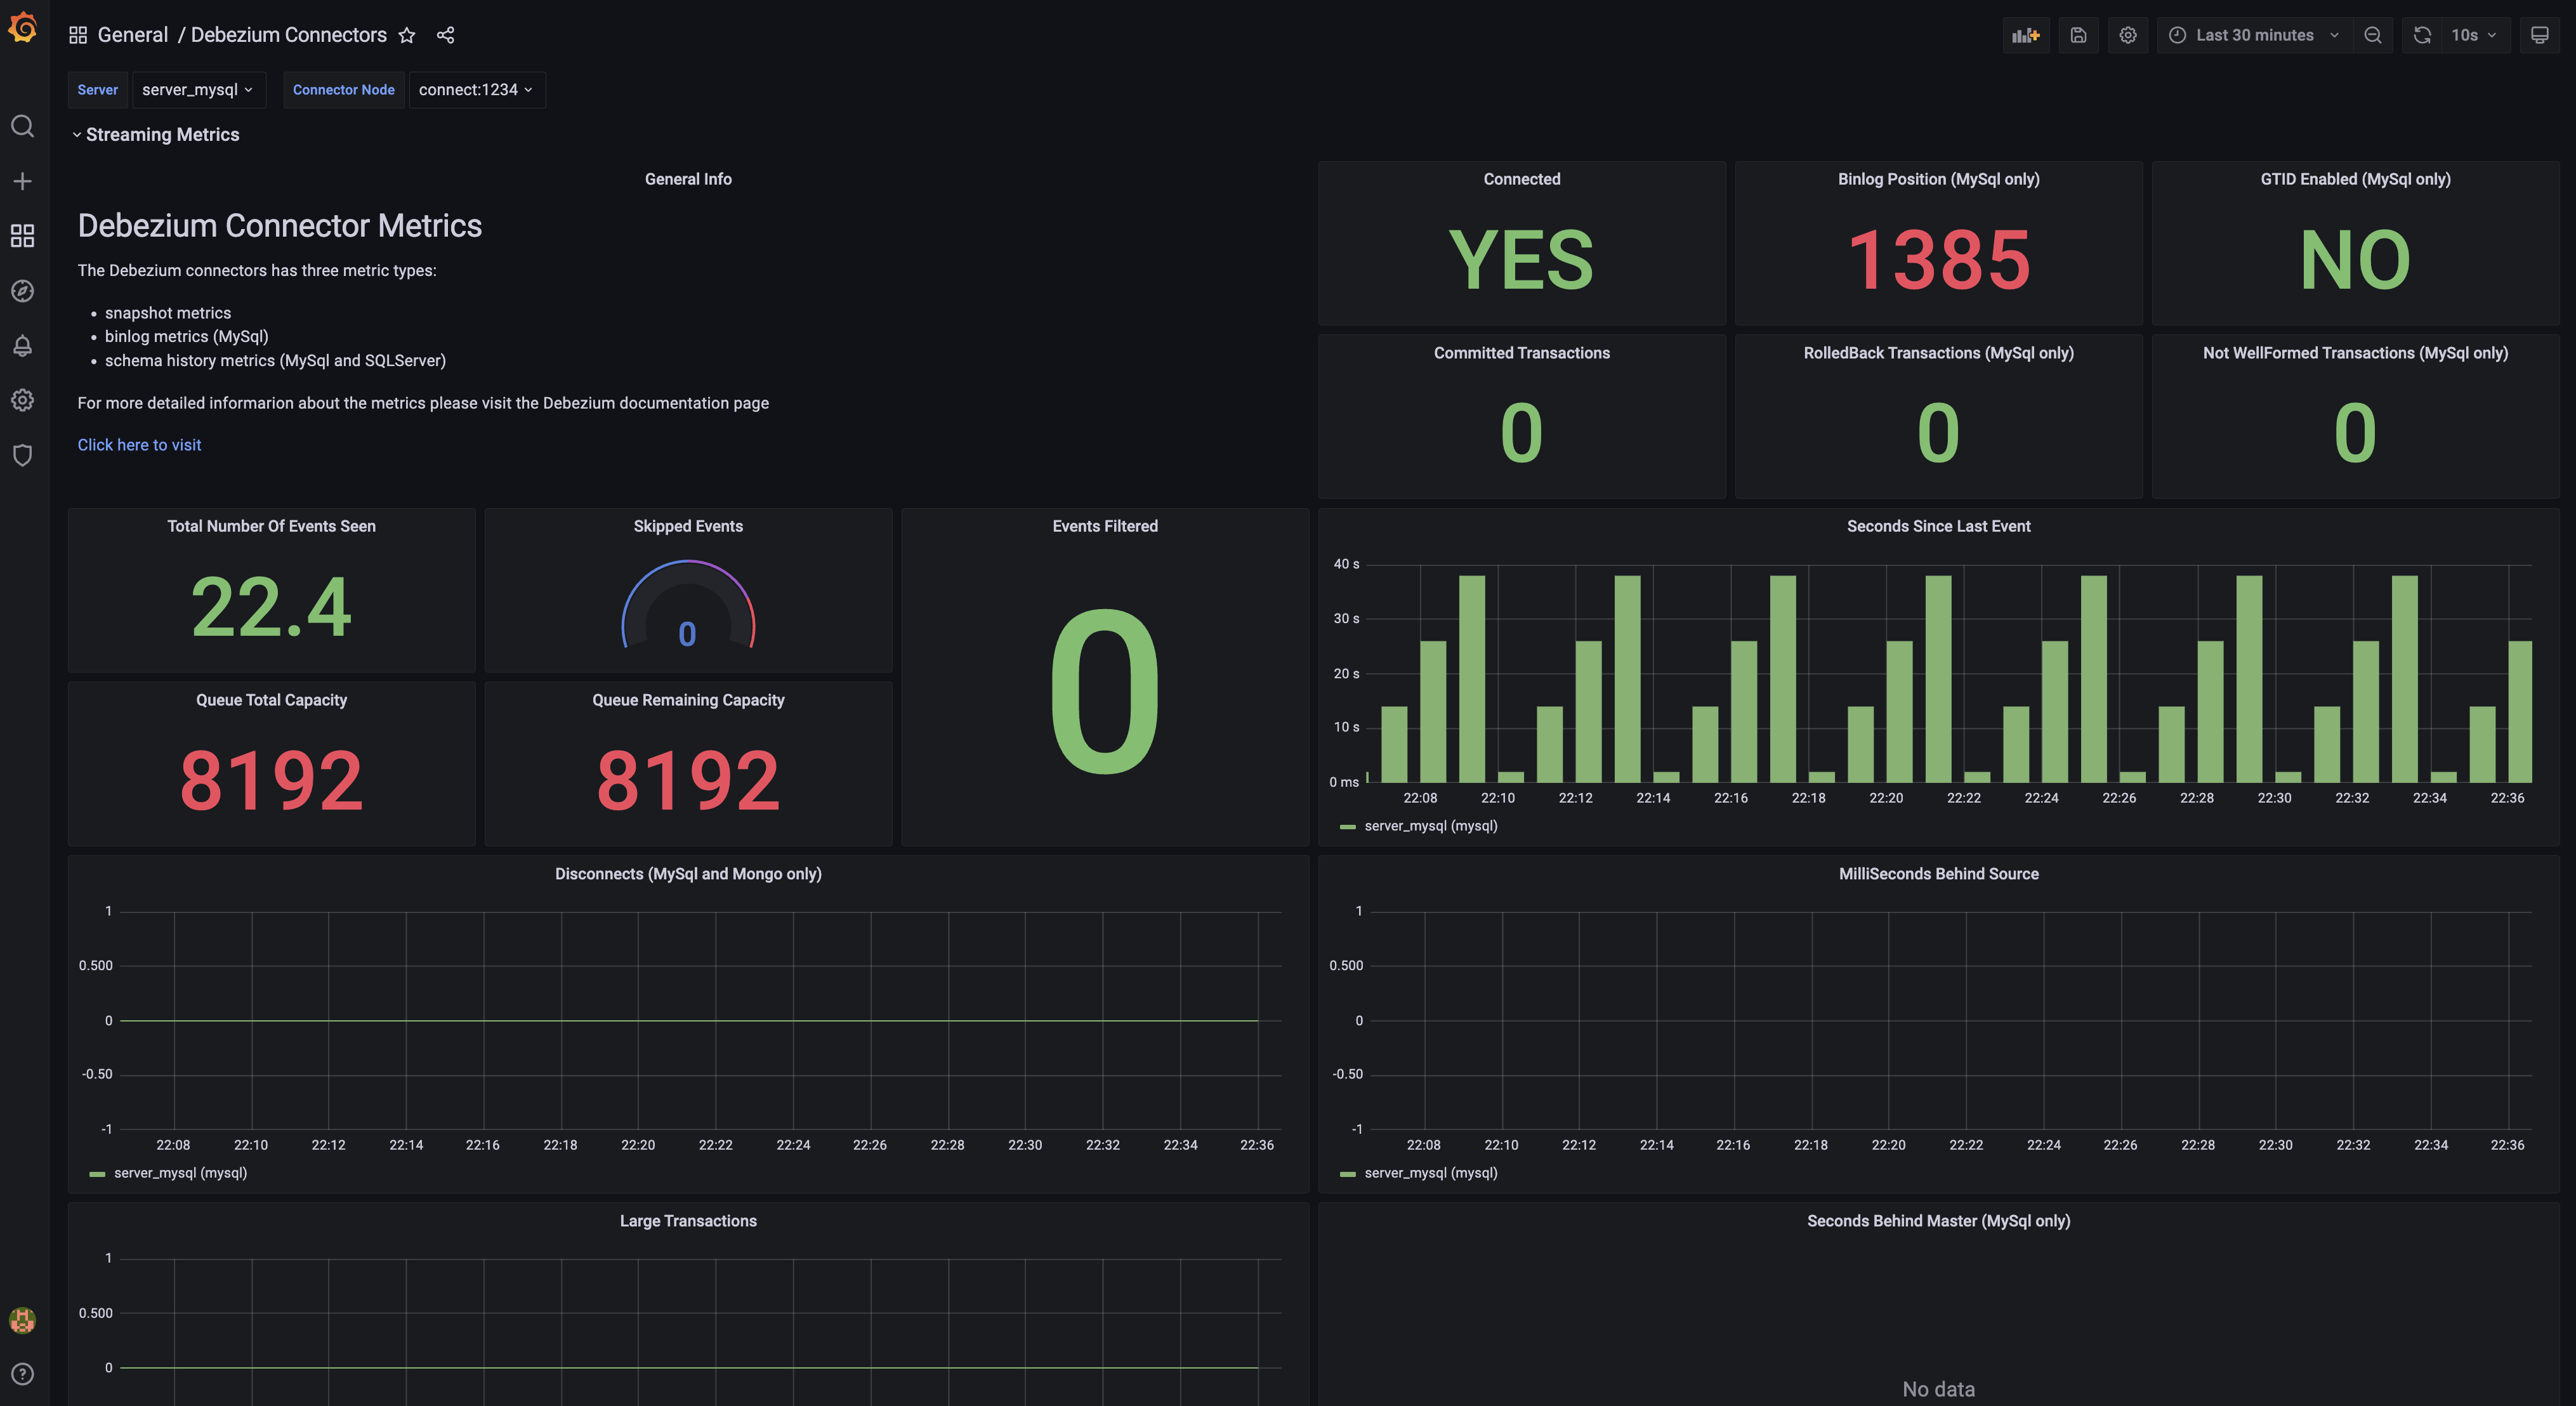 General / Debezium Connectors
Last 30 minutes
10s
Server
server_mysql
Connector Node
connect:1234
Streaming Metrics
General Info
Debezium Connector Metrics
The Debezium connectors has three metric types:
• snapshot metrics
• binlog metrics (MySql)
• schema history metrics (MySql and SQLServer)
For more detailed informarion about the metrics please visit the Debezium documentation page
Click here to visit
Connected
YES
Binlog Position (MySql only)
1385
GTID Enabled (MySql only)
NO
Committed Transactions
0
RolledBack Transactions (MySql only)
0
Not WellFormed Transactions (MySql only)
0
Total Number Of Events Seen
22.4
Skipped Events
0
Events Filtered
0
Queue Total Capacity
8192
Queue Remaining Capacity
8192
Seconds Since Last Event
40 s
30 s
20 s
10 s
0 ms
22:08 22:10 22:12 22:14 22:16 22:18 22:20 22:22 22:24 22:26 22:28 22:30 22:32 22:34 22:36
server_mysql (mysql)
Disconnects (MySql and Mongo only)
1
0.500
0
-0.50
-1
22:08 22:10 22:12 22:14 22:16 22:18 22:20 22:22 22:24 22:26 22:28 22:30 22:32 22:34 22:36
server_mysql (mysql)
MilliSeconds Behind Source
1
0.500
0
-0.50
-1
22:08 22:10 22:12 22:14 22:16 22:18 22:20 22:22 22:24 22:26 22:28 22:30 22:32 22:34 22:36
server_mysql (mysql)
Large Transactions
1
0.500
0
Seconds Behind Master (MySql only)
No data